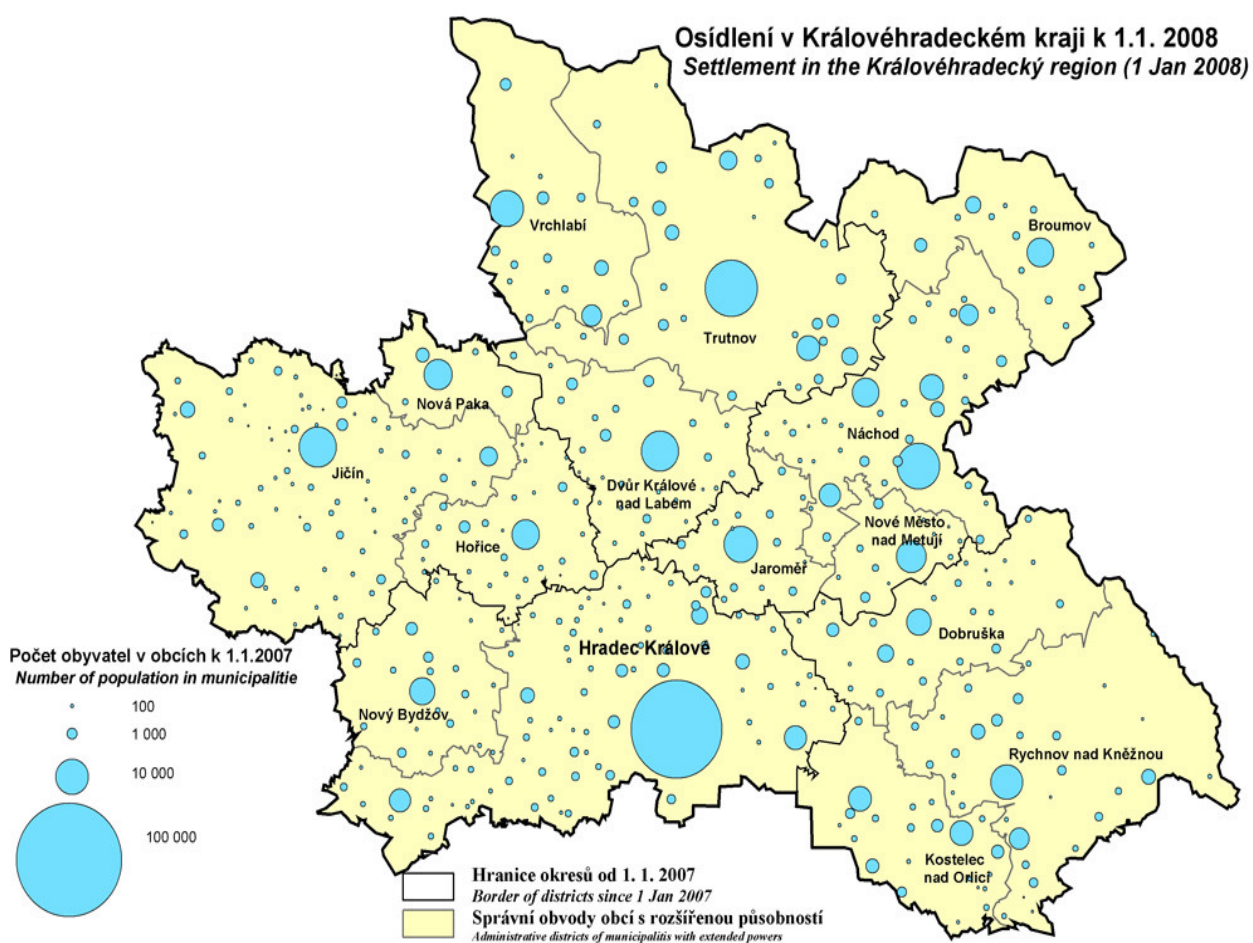 Osídlení v Královéhradeckém kraji k 1.1. 2008
Settlement in the Královéhradecký region (1 Jan 2008)
Vrchlabí
Broumov
Trutnov
Nová Paka
Náchod
Jičín
Dvůr Králové
nad Labém
Nové Město
nad Metují
Hořice
Jaroměř
Dobruška
Hradec Králové
Počet obyvatel v obcích k 1.1.2007
Number of population in municipalitie
100
1 000
10 000
100 000
Nový Bydžov
Rychnov nad Kněžnou
Kostelec
nad Orlicí
Hranice okresů od 1. 1. 2007
Border of districts since 1 Jan 2007
Správní obvody obcí s rozšířenou působností
Administrative districts of municipalitis with extended powers